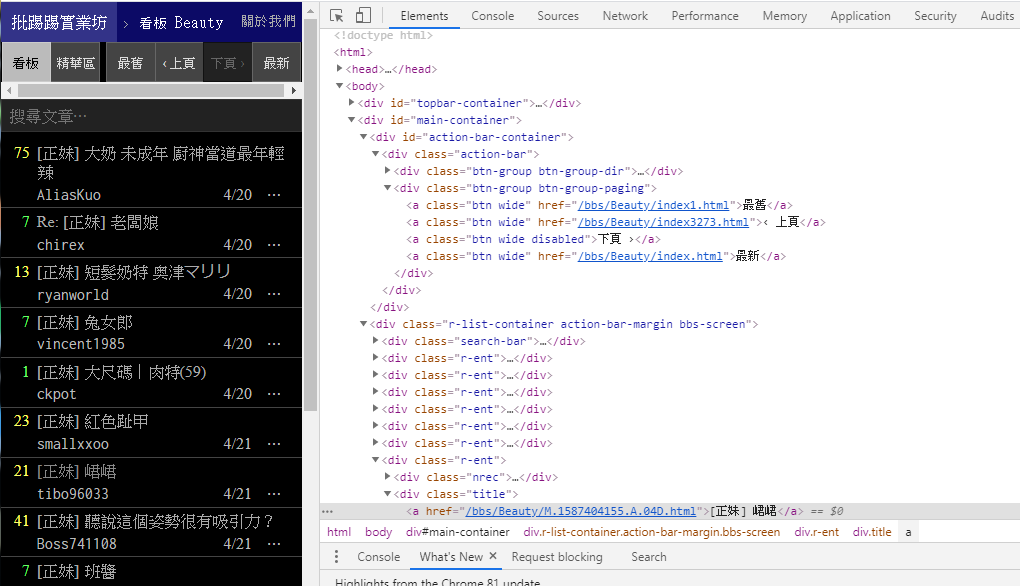 批踢踢實業坊 › 看板 Beauty 關於我們
看板 精華區 最舊 ‹ 上頁 下頁 › 最新
搜尋文章⋯
75 [正妹] 大奶 未成年 廚神當道最年輕
辣
AliasKuo 4/20 ⋯
7 Re: [正妹] 老闆娘
chirex 4/20 ⋯
13 [正妹] 短髮奶特 奧津マリリ
ryanworld 4/20 ⋯
7 [正妹] 兔女郎
vincent1985 4/20 ⋯
1 [正妹] 大尺碼｜肉特(59)
ckpot 4/20 ⋯
23 [正妹] 紅色趾甲
smallxxoo 4/21 ⋯
21 [正妹] 峮峮
tibo96033 4/21 ⋯
41 [正妹] 聽說這個姿勢很有吸引力？
Boss741108 4/21 ⋯
7 [正妹] 班醬
Elements Console Sources Network Performance Memory Application Security Audits
<!doctype html>
<html>
<head>…</head>
<body>
<div id="topbar-container">…</div>
<div id="main-container">
<div id="action-bar-container">
<div class="action-bar">
<div class="btn-group btn-group-dir">…</div>
<div class="btn-group btn-group-paging">
<a class="btn wide" href="/bbs/Beauty/index1.html">最舊</a>
<a class="btn wide" href="/bbs/Beauty/index3273.html">‹ 上頁</a>
<a class="btn wide disabled">下頁 ›</a>
<a class="btn wide" href="/bbs/Beauty/index.html">最新</a>
</div>
</div>
</div>
<div class="r-list-container action-bar-margin bbs-screen">
<div class="search-bar">…</div>
<div class="r-ent">…</div>
<div class="r-ent">…</div>
<div class="r-ent">…</div>
<div class="r-ent">…</div>
<div class="r-ent">…</div>
<div class="r-ent">…</div>
<div class="r-ent">
<div class="nrec">…</div>
<div class="title">
<a href="/bbs/Beauty/M.1587404155.A.04D.html">[正妹] 峮峮</a> == $0
html body div#main-container div.r-list-container.action-bar-margin.bbs-screen div.r-ent div.title a
Console What's New × Request blocking Search
Highlights from the Chrome 81 update